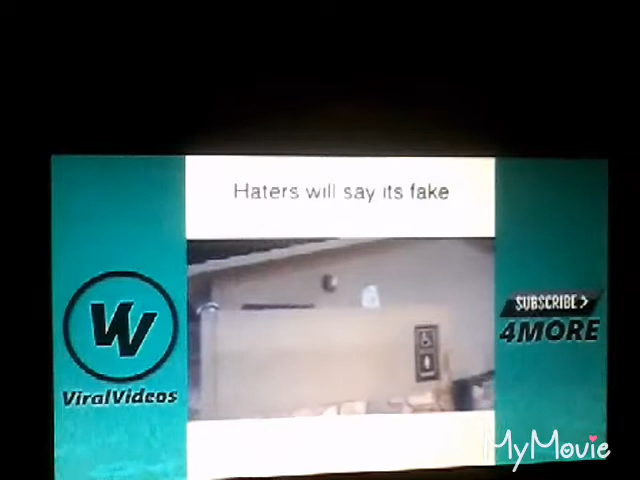 Haters will say its fake
W
ViralVideos
SUBSCRIBE >
4MORE
MyMovie